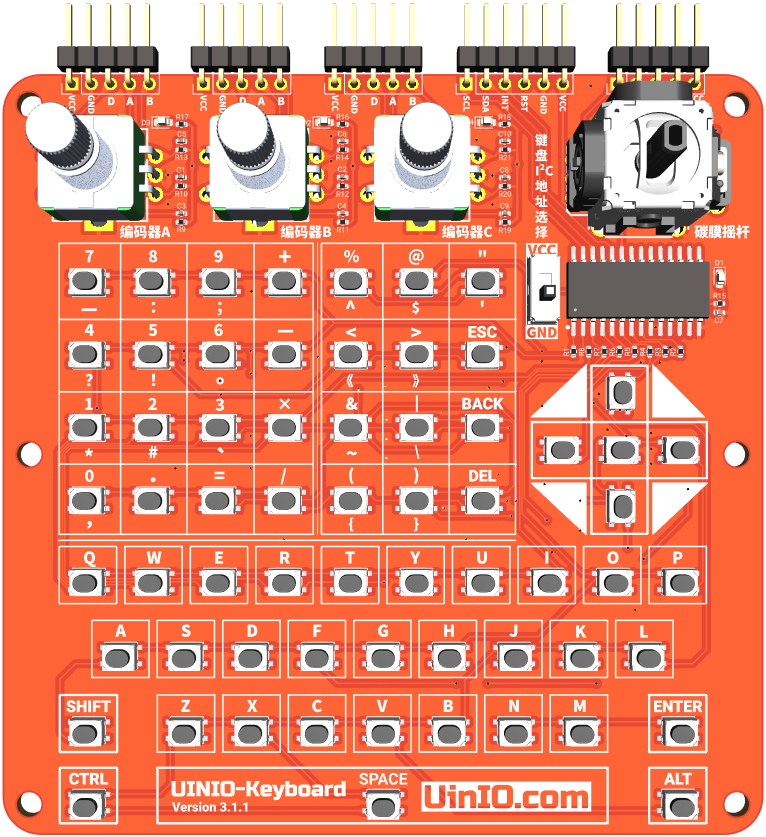 VCC GND D A B
VCC GND D A B
VCC GND D A B
SCL SDA INT RST GND VCC
D3 R17
C5
R13
C1
R10
C3
R9
R16
C6
R14
C2
R12
C4
R11
R18
C10
R21
C8
R20
C9
R19
键盘I²C地址选择
编码器A
编码器B
编码器C
碳膜摇杆
VCC
GND
D1
R15
C7
7 8 9 + % @ "
— : ; ^ $ '
4 5 6 — < > ESC
? ! 。 《 》
1 2 3 × & | BACK
* # 、 ~ \
0 . = / ( ) DEL
, { }
Q W E R T Y U I O P
A S D F G H J K L
SHIFT Z X C V B N M ENTER
CTRL UINIO-Keyboard SPACE UinIO.com ALT
Version 3.1.1